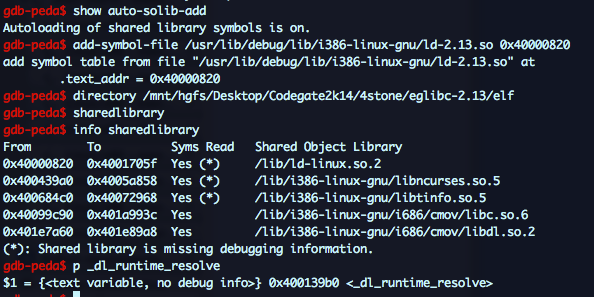 gdb-peda$ show auto-solib-add
Autoloading of shared library symbols is on.
gdb-peda$ add-symbol-file /usr/lib/debug/lib/i386-linux-gnu/ld-2.13.so 0x40000820
add symbol table from file "/usr/lib/debug/lib/i386-linux-gnu/ld-2.13.so" at
.text_addr = 0x40000820
gdb-peda$ directory /mnt/hgfs/Desktop/Codegate2k14/4stone/eglibc-2.13/elf
gdb-peda$ sharedlibrary
gdb-peda$ info sharedlibrary
From        To          Syms Read   Shared Object Library
0x40000820  0x4001705f  Yes (*)     /lib/ld-linux.so.2
0x400439a0  0x4005a858  Yes (*)     /lib/i386-linux-gnu/libncurses.so.5
0x400684c0  0x40072968  Yes (*)     /lib/i386-linux-gnu/libtinfo.so.5
0x40099c90  0x401a993c  Yes         /lib/i386-linux-gnu/i686/cmov/libc.so.6
0x401e7a60  0x401e89a8  Yes         /lib/i386-linux-gnu/i686/cmov/libdl.so.2
(*): Shared library is missing debugging information.
gdb-peda$ p _dl_runtime_resolve
$1 = {<text variable, no debug info>} 0x400139b0 <_dl_runtime_resolve>
gdb-peda$